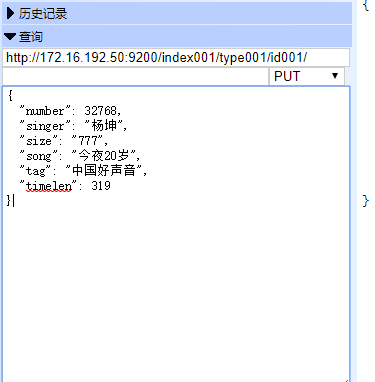 历史记录
查询
http://172.16.192.50:9200/index001/type001/id001/
PUT
{
"number": 32768,
"singer": "杨坤",
"size": "777",
"song": "今夜20岁",
"tag": "中国好声音",
"timelen": 319
}
{
}